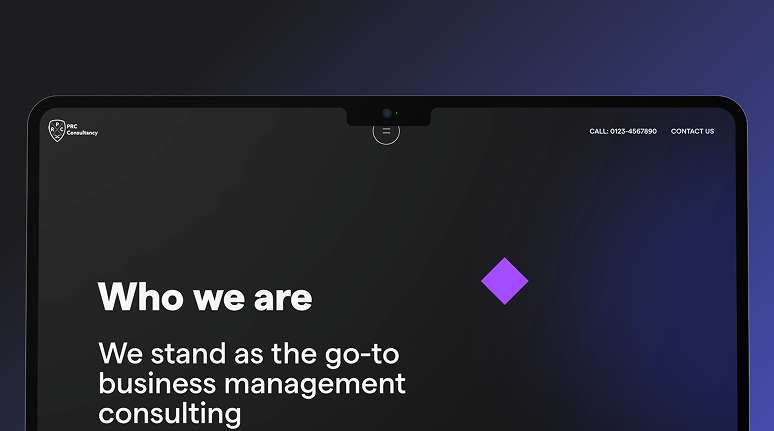 P
R C
PRC
Consultancy
CALL: 0123-4567890 CONTACT US
Who we are
We stand as the go-to
business management
consulting